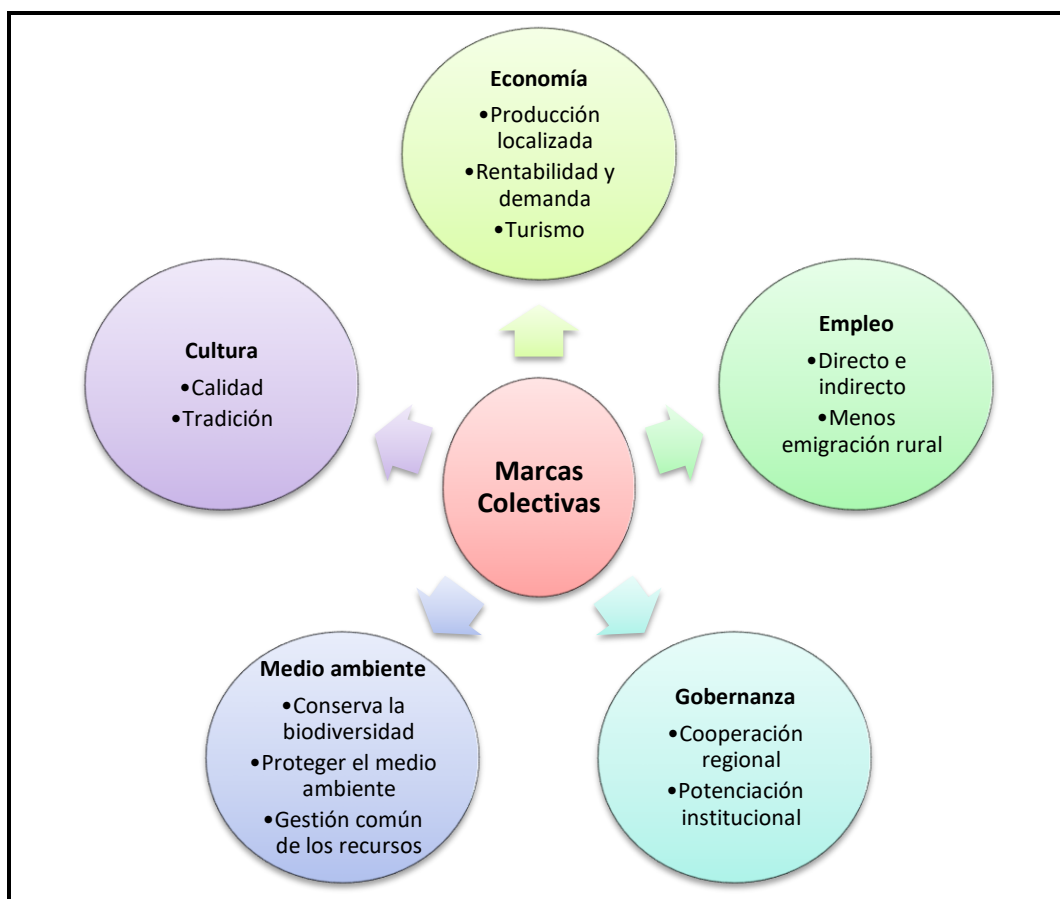 Economía
•Producción
localizada
•Rentabilidad y
demanda
•Turismo
Empleo
•Directo e
indirecto
•Menos
emigración rural
Cultura
•Calidad
•Tradición
Marcas
Colectivas
Medio ambiente
•Conserva la
biodiversidad
•Proteger el medio
ambiente
•Gestión común
de los recursos
Gobernanza
•Cooperación
regional
•Potenciación
institucional